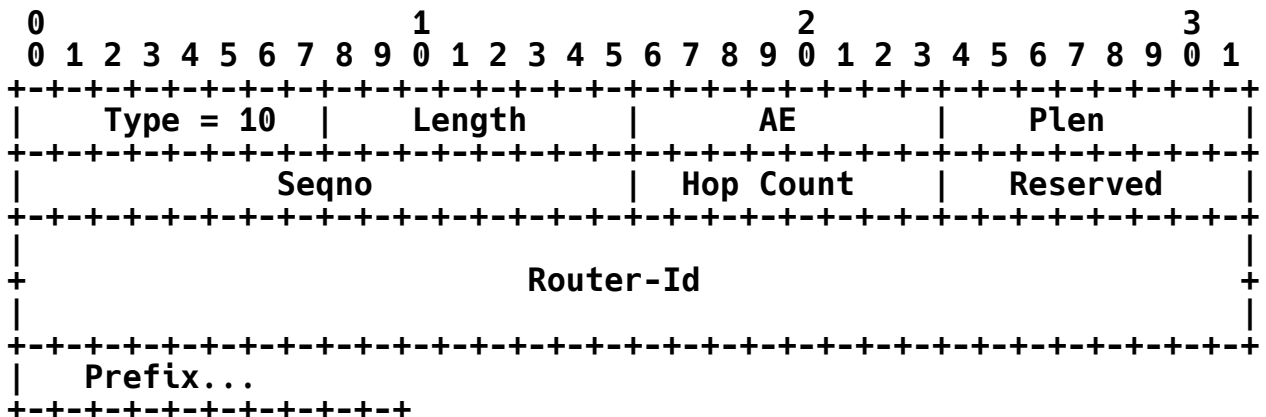 0                   1                   2                   3
 0 1 2 3 4 5 6 7 8 9 0 1 2 3 4 5 6 7 8 9 0 1 2 3 4 5 6 7 8 9 0 1
+-+-+-+-+-+-+-+-+-+-+-+-+-+-+-+-+-+-+-+-+-+-+-+-+-+-+-+-+-+-+-+-+
|    Type = 10  |    Length     |      AE       |    Plen       |
+-+-+-+-+-+-+-+-+-+-+-+-+-+-+-+-+-+-+-+-+-+-+-+-+-+-+-+-+-+-+-+-+
|             Seqno             |  Hop Count    |   Reserved    |
+-+-+-+-+-+-+-+-+-+-+-+-+-+-+-+-+-+-+-+-+-+-+-+-+-+-+-+-+-+-+-+-+
|                                                               |
+                          Router-Id                            +
|                                                               |
+-+-+-+-+-+-+-+-+-+-+-+-+-+-+-+-+-+-+-+-+-+-+-+-+-+-+-+-+-+-+-+-+
|   Prefix...
+-+-+-+-+-+-+-+-+-+-+